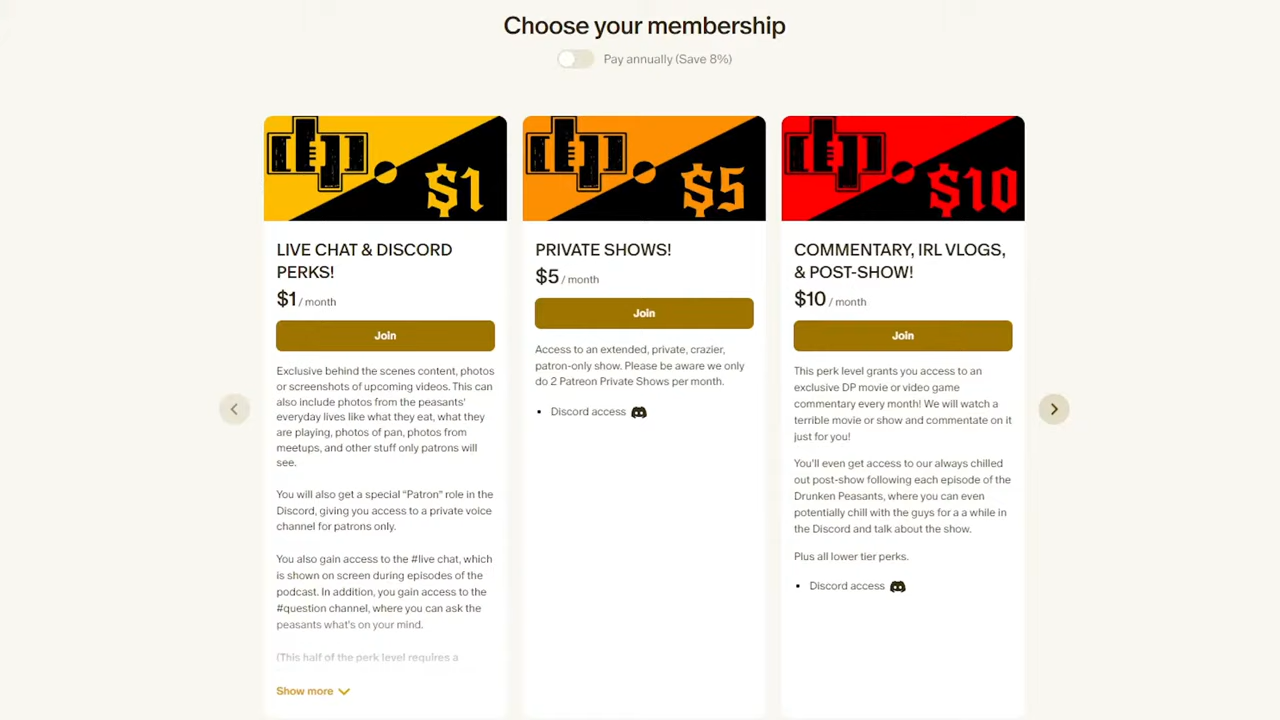 Choose your membership
Pay annually (Save 8%)
$1
LIVE CHAT & DISCORD
PERKS!
$1 / month
Join
Exclusive behind the scenes content, photos
or screenshots of upcoming videos. This can
also include photos from the peasants'
everyday lives like what they eat, what they
are playing, photos of pan, photos from
meetups, and other stuff only patrons will
see.
You will also get a special "Patron" role in the
Discord, giving you access to a private voice
channel for patrons only.
You also gain access to the #live chat, which
is shown on screen during episodes of the
podcast. In addition, you gain access to the
#question channel, where you can ask the
peasants what's on your mind.
(This half of the perk level requires a
Show more
$5
PRIVATE SHOWS!
$5 / month
Join
Access to an extended, private, crazier,
patron-only show. Please be aware we only
do 2 Patreon Private Shows per month.
Discord access
$10
COMMENTARY, IRL VLOGS,
& POST-SHOW!
$10 / month
Join
This perk level grants you access to an
exclusive DP movie or video game
commentary every month! We will watch a
terrible movie or show and commentate on it
just for you!
You'll even get access to our always chilled
out post-show following each episode of the
Drunken Peasants, where you can even
potentially chill with the guys for a a while in
the Discord and talk about the show.
Plus all lower tier perks.
Discord access